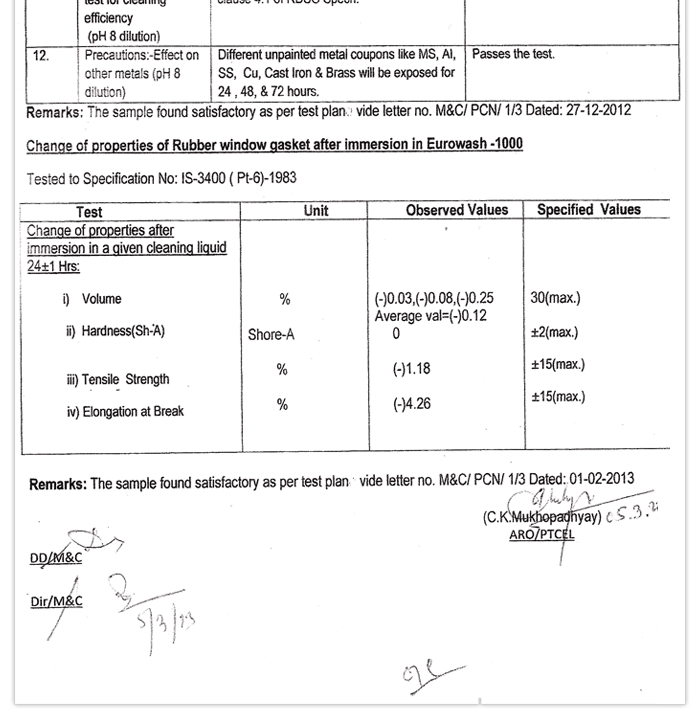 test for cleaning clause 4.1 of RDSO Specn.
efficiency
(pH 8 dilution)
12. Precautions:-Effect on Different unpainted metal coupons like MS, Al, Passes the test.
other metals (pH 8 SS, Cu, Cast Iron & Brass will be exposed for
dilution) 24 , 48, & 72 hours.
Remarks: The sample found satisfactory as per test plan vide letter no. M&C/ PCN/ 1/3 Dated: 27-12-2012
Change of properties of Rubber window gasket after immersion in Eurowash -1000
Tested to Specification No: IS-3400 ( Pt-6)-1983
Test Unit Observed Values Specified Values
Change of properties after
immersion in a given cleaning liquid
24±1 Hrs:
i) Volume % (-)0.03,(-)0.08,(-)0.25 30(max.)
Average val=(-)0.12
ii) Hardness(Sh-A) Shore-A 0 ±2(max.)
iii) Tensile Strength % (-)1.18 ±15(max.)
iv) Elongation at Break % (-)4.26 ±15(max.)
Remarks: The sample found satisfactory as per test plan vide letter no. M&C/ PCN/ 1/3 Dated: 01-02-2013
(C.K.Mukhopadhyay)
ARO/PTCEL
DD/M&C
Dir/M&C
5/3/13